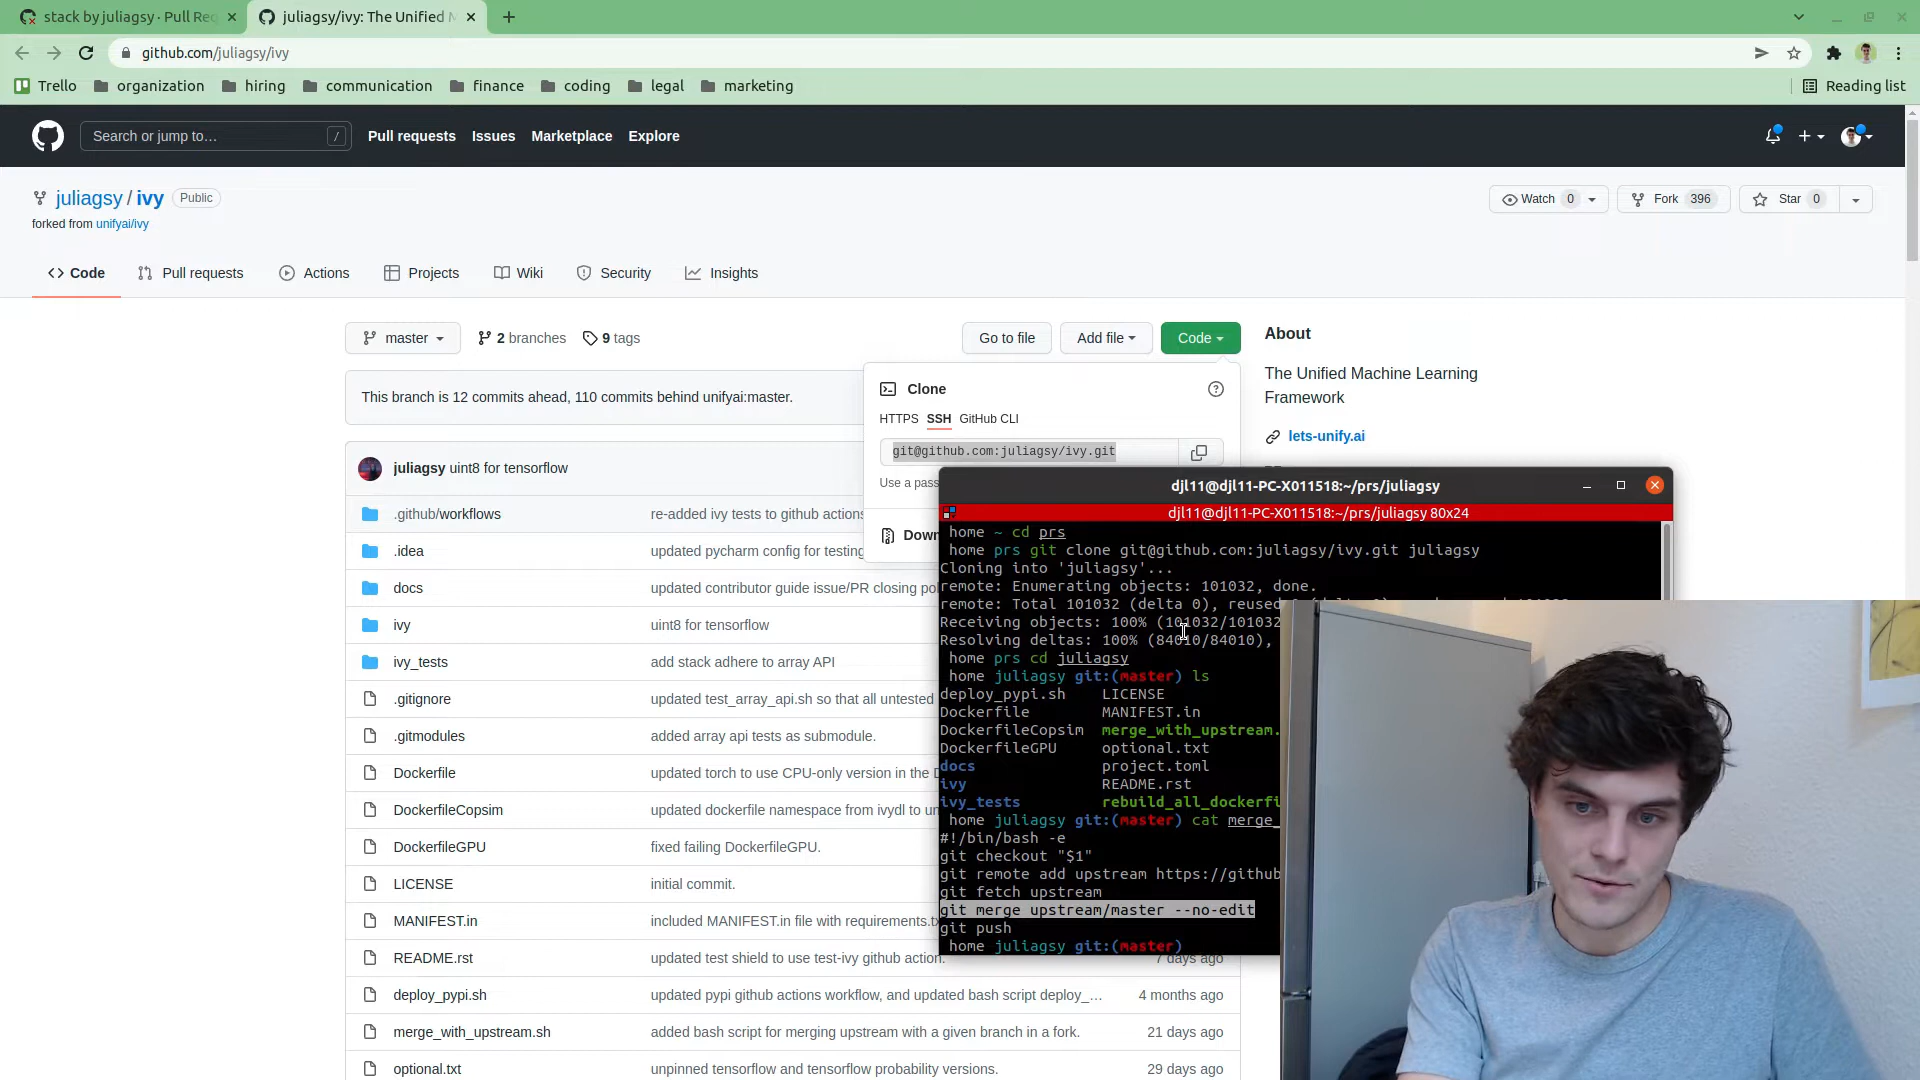 stack by juliagsy · Pull Re
juliagsy/ivy: The Unified M
github.com/juliagsy/ivy
Trello organization hiring communication finance coding legal marketing Reading list
Search or jump to… /
Pull requests Issues Marketplace Explore
juliagsy / ivy Public
Watch 0 Fork 396 Star 0
forked from unifyai/ivy
Code Pull requests Actions Projects Wiki Security Insights
master 2 branches 9 tags Go to file Add file Code
This branch is 12 commits ahead, 110 commits behind unifyai:master.
juliagsy uint8 for tensorflow
.github/workflows re-added ivy tests to github actions
.idea updated pycharm config for testing
docs updated contributor guide issue/PR closing pol
ivy uint8 for tensorflow
ivy_tests add stack adhere to array API
.gitignore updated test_array_api.sh so that all untested
.gitmodules added array api tests as submodule.
Dockerfile updated torch to use CPU-only version in the D
DockerfileCopsim updated dockerfile namespace from ivydl to un
DockerfileGPU fixed failing DockerfileGPU.
LICENSE initial commit.
MANIFEST.in included MANIFEST.in file with requirements.tx
README.rst updated test shield to use test-ivy github action. 7 days ago
deploy_pypi.sh updated pypi github actions workflow, and updated bash script deploy_… 4 months ago
merge_with_upstream.sh added bash script for merging upstream with a given branch in a fork. 21 days ago
optional.txt unpinned tensorflow and tensorflow probability versions. 29 days ago
Clone
HTTPS SSH GitHub CLI
git@github.com:juliagsy/ivy.git
Use a pass
Down
About
The Unified Machine Learning
Framework
lets-unify.ai
djl11@djl11-PC-X011518:~/prs/juliagsy
djl11@djl11-PC-X011518:~/prs/juliagsy 80x24
home ~ cd prs
home prs git clone git@github.com:juliagsy/ivy.git juliagsy
Cloning into 'juliagsy'...
remote: Enumerating objects: 101032, done.
remote: Total 101032 (delta 0), reused
Receiving objects: 100% (101032/101032
Resolving deltas: 100% (84010/84010),
home prs cd juliagsy
home juliagsy git:(master) ls
deploy_pypi.sh LICENSE
Dockerfile MANIFEST.in
DockerfileCopsim merge_with_upstream.
DockerfileGPU optional.txt
docs project.toml
ivy README.rst
ivy_tests rebuild_all_dockerfi
home juliagsy git:(master) cat merge_
#!/bin/bash -e
git checkout "$1"
git remote add upstream https://github
git fetch upstream
git merge upstream/master --no-edit
git push
home juliagsy git:(master)